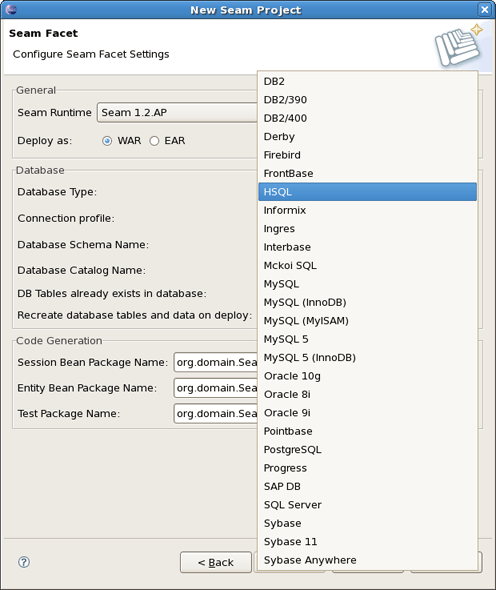 New Seam Project
Seam Facet
Configure Seam Facet Settings
General
Seam Runtime Seam 1.2.AP
Deploy as: WAR EAR
Database
Database Type:
Connection profile:
Database Schema Name:
Database Catalog Name:
DB Tables already exists in database:
Recreate database tables and data on deploy:
Code Generation
Session Bean Package Name: org.domain.Sea
Entity Bean Package Name: org.domain.Sea
Test Package Name: org.domain.Sea
DB2
DB2/390
DB2/400
Derby
Firebird
FrontBase
HSQL
Informix
Ingres
Interbase
Mckoi SQL
MySQL
MySQL (InnoDB)
MySQL (MyISAM)
MySQL 5
MySQL 5 (InnoDB)
Oracle 10g
Oracle 8i
Oracle 9i
Pointbase
PostgreSQL
Progress
SAP DB
SQL Server
Sybase
Sybase 11
Sybase Anywhere
? < Back